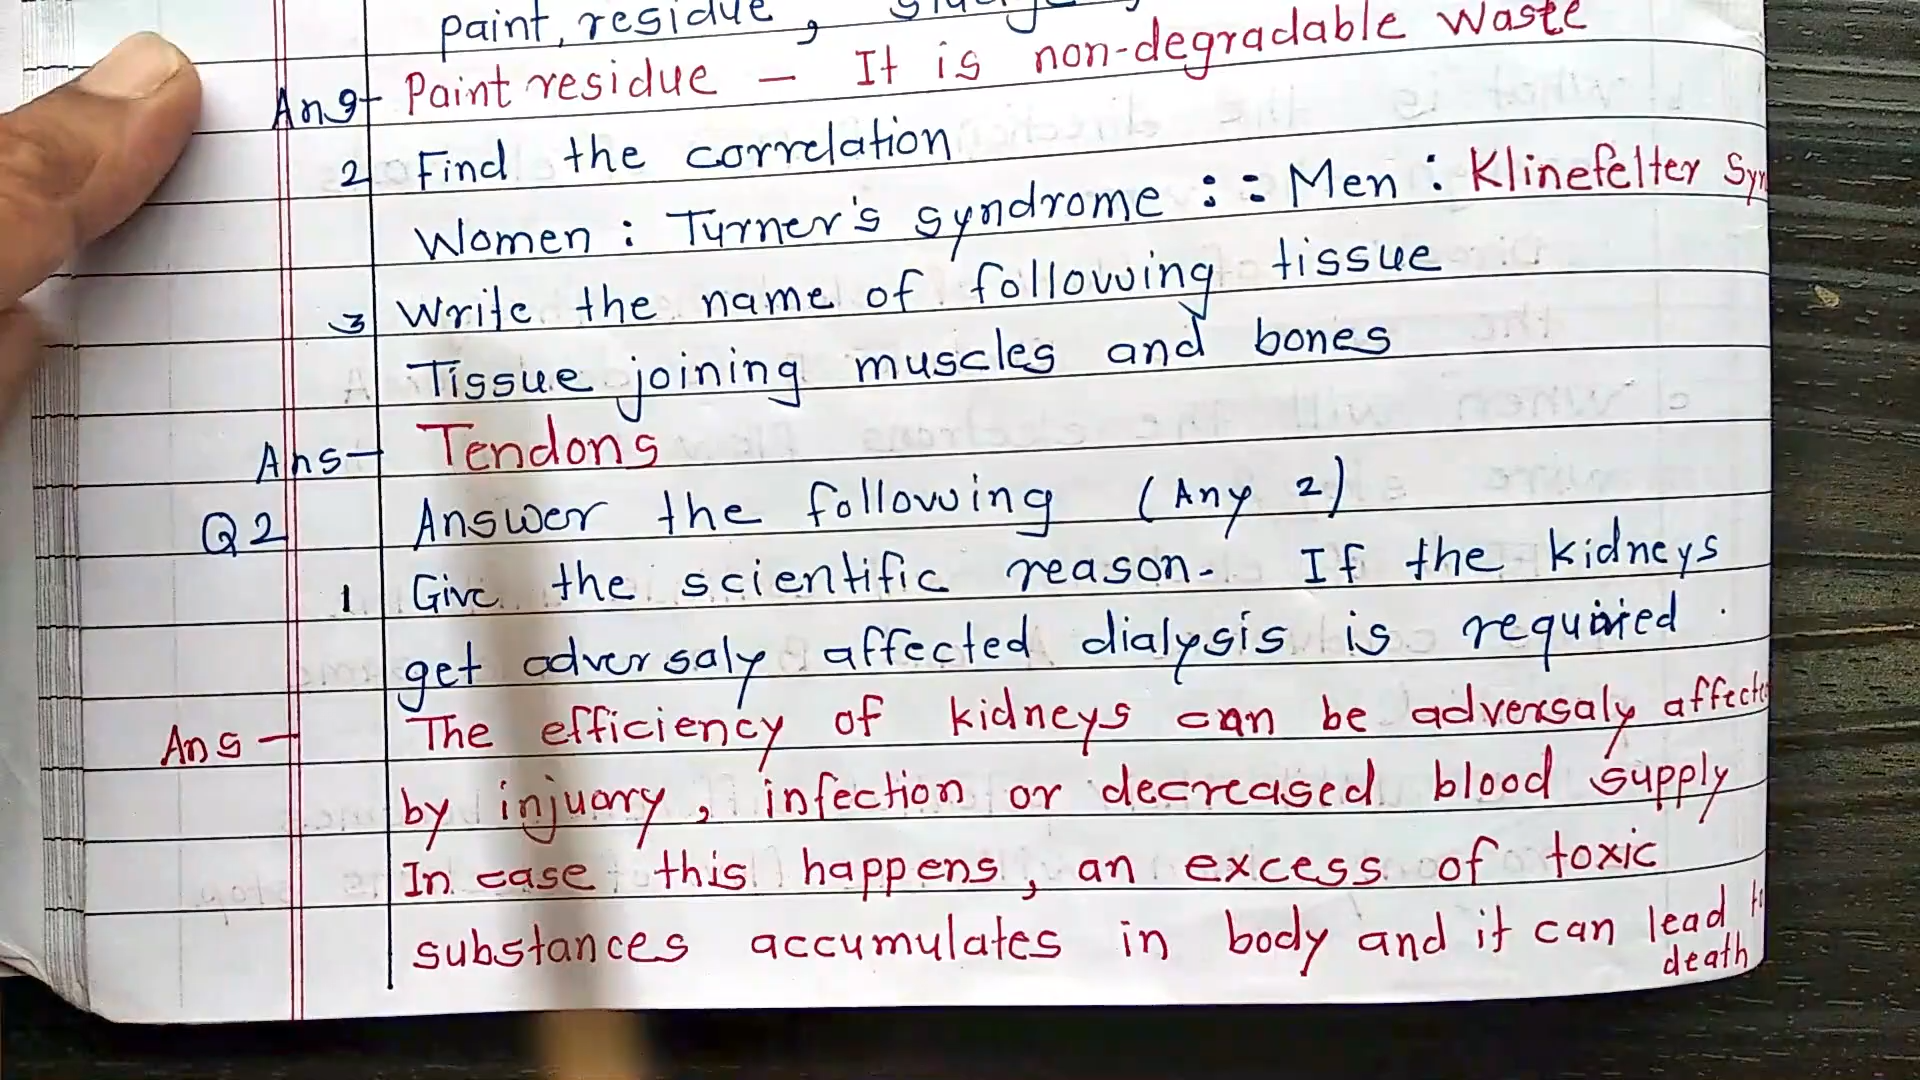 paint, residue,
Ans- Paint residue - It is non-degradable Waste
2 Find the correlation
Women : Turner's syndrome :: Men : Klinefelter Syn
3 Write the name of following tissue
Tissue joining muscles and bones
Ans- Tendons
Q2 Answer the following (Any 2)
1 Give the scientific reason. If the kidneys
get adversaly affected dialysis is required.
Ans - The efficiency of kidneys can be adversaly affecte
by injuary, infection or decreased blood supply
In case this happens, an excess of toxic
substances accumulates in body and it can lead to
death